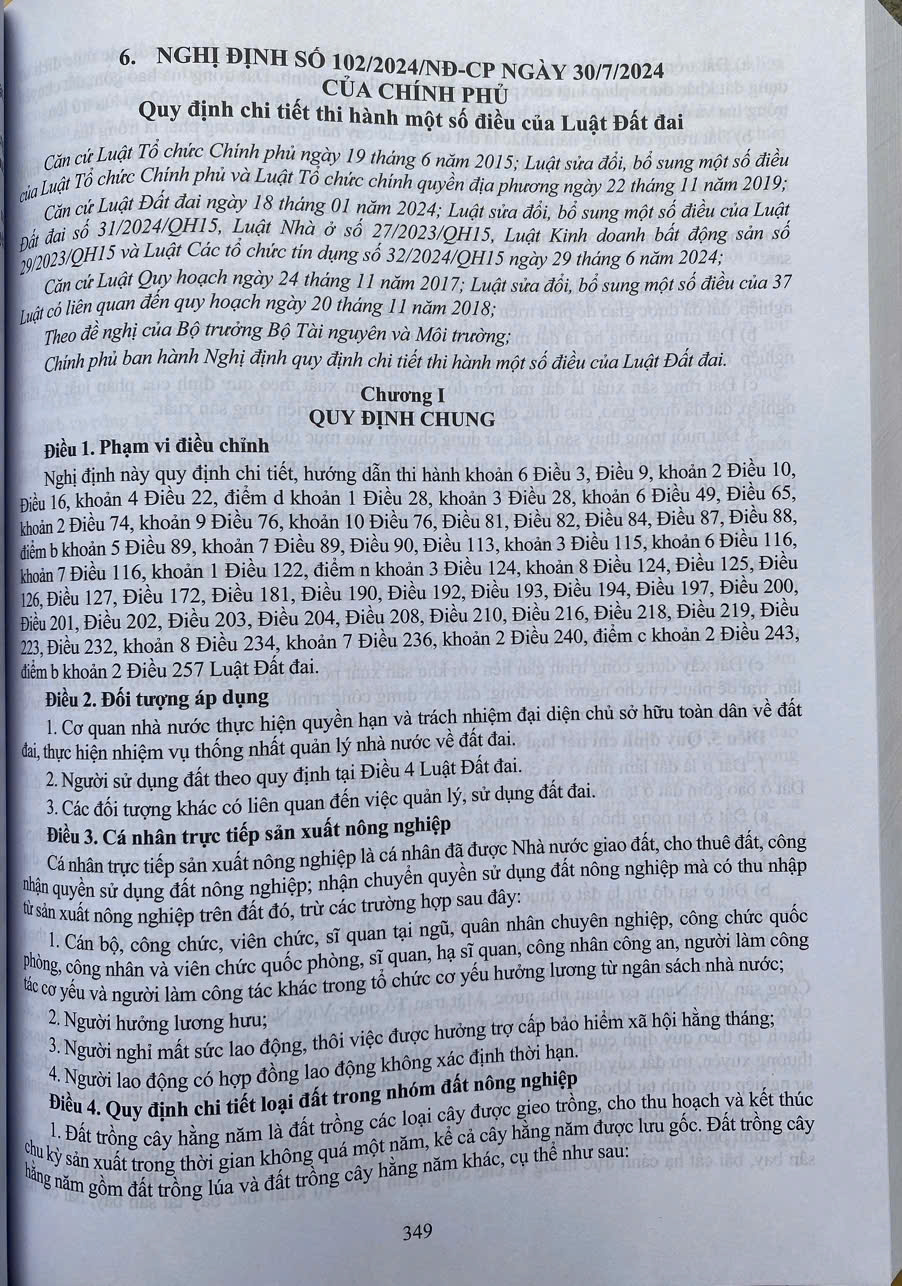 6. NGHỊ ĐỊNH SỐ 102/2024/NĐ-CP NGÀY 30/7/2024
CỦA CHÍNH PHỦ
Quy định chi tiết thi hành một số điều của Luật Đất đai
Căn cứ Luật Tổ chức Chính phủ ngày 19 tháng 6 năm 2015; Luật sửa đổi, bổ sung một số điều
của Luật Tổ chức Chính phủ và Luật Tổ chức chính quyền địa phương ngày 22 tháng 11 năm 2019;
Căn cứ Luật Đất đai ngày 18 tháng 01 năm 2024; Luật sửa đổi, bổ sung một số điều của Luật
Đất đai số 31/2024/QH15, Luật Nhà ở số 27/2023/QH15, Luật Kinh doanh bất động sản số
29/2023/QH15 và Luật Các tổ chức tín dụng số 32/2024/QH15 ngày 29 tháng 6 năm 2024;
Căn cứ Luật Quy hoạch ngày 24 tháng 11 năm 2017; Luật sửa đổi, bổ sung một số điều của 37
Luật có liên quan đến quy hoạch ngày 20 tháng 11 năm 2018;
Theo đề nghị của Bộ trưởng Bộ Tài nguyên và Môi trường;
Chính phủ ban hành Nghị định quy định chi tiết thi hành một số điều của Luật Đất đai.
Chương I
QUY ĐỊNH CHUNG
Điều 1. Phạm vi điều chỉnh
Nghị định này quy định chi tiết, hướng dẫn thi hành khoản 6 Điều 3, Điều 9, khoản 2 Điều 10,
Điều 16, khoản 4 Điều 22, điểm d khoản 1 Điều 28, khoản 3 Điều 28, khoản 6 Điều 49, Điều 65,
khoản 2 Điều 74, khoản 9 Điều 76, khoản 10 Điều 76, Điều 81, Điều 82, Điều 84, Điều 87, Điều 88,
điểm b khoản 5 Điều 89, khoản 7 Điều 89, Điều 90, Điều 113, khoản 3 Điều 115, khoản 6 Điều 116,
khoản 7 Điều 116, khoản 1 Điều 122, điểm n khoản 3 Điều 124, khoản 8 Điều 124, Điều 125, Điều
126, Điều 127, Điều 172, Điều 181, Điều 190, Điều 192, Điều 193, Điều 194, Điều 197, Điều 200,
Điều 201, Điều 202, Điều 203, Điều 204, Điều 208, Điều 210, Điều 216, Điều 218, Điều 219, Điều
223, Điều 232, khoản 8 Điều 234, khoản 7 Điều 236, khoản 2 Điều 240, điểm c khoản 2 Điều 243,
điểm b khoản 2 Điều 257 Luật Đất đai.
Điều 2. Đối tượng áp dụng
1. Cơ quan nhà nước thực hiện quyền hạn và trách nhiệm đại diện chủ sở hữu toàn dân về đất
đai, thực hiện nhiệm vụ thống nhất quản lý nhà nước về đất đai.
2. Người sử dụng đất theo quy định tại Điều 4 Luật Đất đai.
3. Các đối tượng khác có liên quan đến việc quản lý, sử dụng đất đai.
Điều 3. Cá nhân trực tiếp sản xuất nông nghiệp
Cá nhân trực tiếp sản xuất nông nghiệp là cá nhân đã được Nhà nước giao đất, cho thuê đất, công
nhận quyền sử dụng đất nông nghiệp; nhận chuyển quyền sử dụng đất nông nghiệp mà có thu nhập
từ sản xuất nông nghiệp trên đất đó, trừ các trường hợp sau đây:
1. Cán bộ, công chức, viên chức, sĩ quan tại ngũ, quân nhân chuyên nghiệp, công chức quốc
phòng, công nhân và viên chức quốc phòng, sĩ quan, hạ sĩ quan, công nhân công an, người làm công
tác cơ yếu và người làm công tác khác trong tổ chức cơ yếu hưởng lương từ ngân sách nhà nước;
2. Người hưởng lương hưu;
3. Người nghỉ mất sức lao động, thôi việc được hưởng trợ cấp bảo hiểm xã hội hằng tháng;
4. Người lao động có hợp đồng lao động không xác định thời hạn.
Điều 4. Quy định chi tiết loại đất trong nhóm đất nông nghiệp
1. Đất trồng cây hằng năm là đất trồng các loại cây được gieo trồng, cho thu hoạch và kết thúc
chu kỳ sản xuất trong thời gian không quá một năm, kể cả cây hằng năm được lưu gốc. Đất trồng cây
hằng năm gồm đất trồng lúa và đất trồng cây hằng năm khác, cụ thể như sau:
349